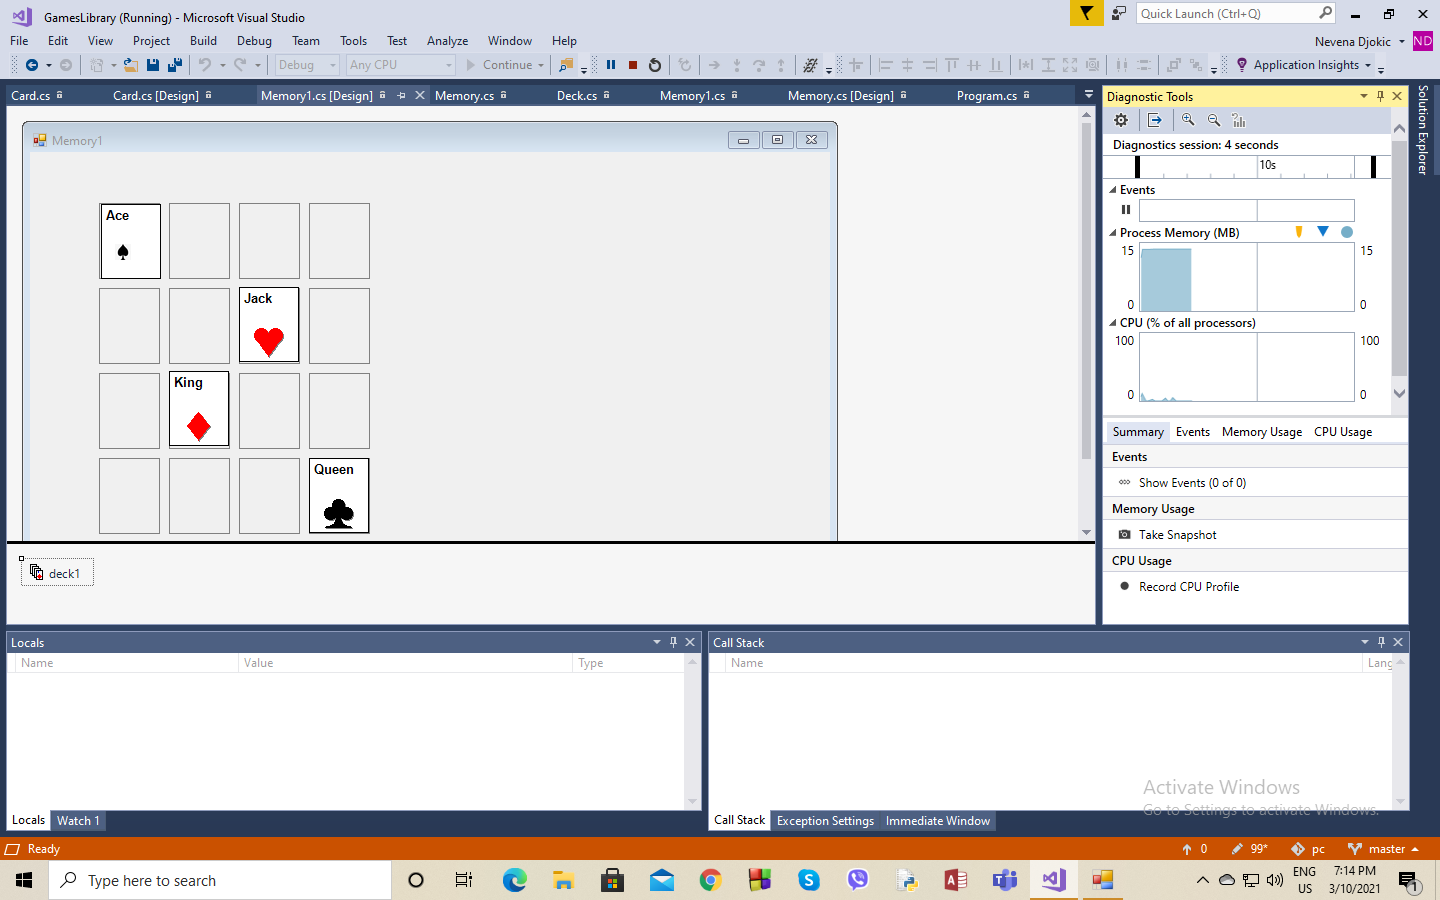 GamesLibrary (Running) - Microsoft Visual Studio
Quick Launch (Ctrl+Q)
File Edit View Project Build Debug Team Tools Test Analyze Window Help
Nevena Djokic ND
Debug Any CPU Continue Application Insights
Card.cs Card.cs [Design] Memory1.cs [Design] Memory.cs Deck.cs Memory1.cs Memory.cs [Design] Program.cs
Memory1
Ace
Jack
King
Queen
deck1
Diagnostic Tools
Diagnostics session: 4 seconds
10s
Events
Process Memory (MB)
15 15
0 0
CPU (% of all processors)
100 100
0 0
Summary Events Memory Usage CPU Usage
Events
Show Events (0 of 0)
Memory Usage
Take Snapshot
CPU Usage
Record CPU Profile
Solution Explorer
Locals
Name Value Type
Locals Watch 1
Call Stack
Name Lang
Call Stack Exception Settings Immediate Window
Activate Windows
Go to Settings to activate Windows.
Ready
0 99* pc master
Type here to search
ENG
US
7:14 PM
3/10/2021
1